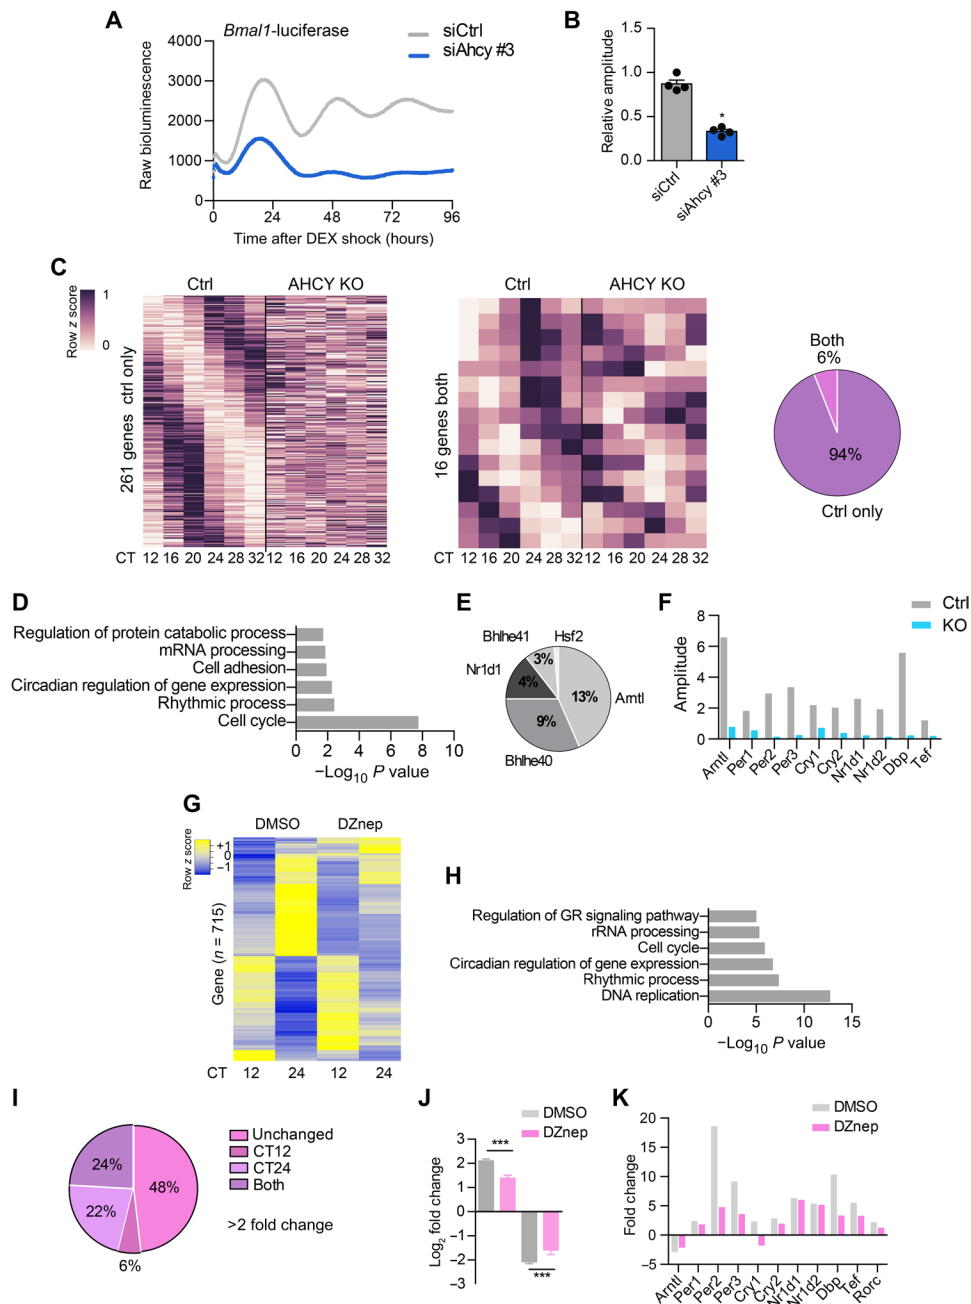 A
Bmal1-luciferase
siCtrl
siAhcy #3
Raw bioluminescence
4000
3000
2000
1000
0
0 24 48 72 96
Time after DEX shock (hours)
B
Relative amplitude
1.5
1.0
0.5
0.0
*
siCtrl
siAhcy #3
C
Row z score
1
0
Ctrl AHCY KO
261 genes ctrl only
CT 12 16 20 24 28 32 12 16 20 24 28 32
Ctrl AHCY KO
16 genes both
CT 12 16 20 24 28 32 12 16 20 24 28 32
Both
6%
94%
Ctrl only
D
Regulation of protein catabolic process
mRNA processing
Cell adhesion
Circadian regulation of gene expression
Rhythmic process
Cell cycle
0 2 4 6 8 10
−Log10 P value
E
Bhlhe41 Hsf2
3%
Nr1d1
4%
13%
Arntl
9%
Bhlhe40
F
Ctrl
KO
Amplitude
8
6
4
2
0
Arntl Per1 Per2 Per3 Cry1 Cry2 Nr1d1 Nr1d2 Dbp Tef
G
Row z score
+1
0
−1
DMSO DZnep
Gene (n = 715)
CT 12 24 12 24
H
Regulation of GR signaling pathway
rRNA processing
Cell cycle
Circadian regulation of gene expression
Rhythmic process
DNA replication
0 5 10 15
−Log10 P value
I
24%
48%
22%
6%
Unchanged
CT12
CT24
Both
>2 fold change
J
DMSO
DZnep
Log2 fold change
3
2
1
0
−1
−2
−3
***
***
K
DMSO
DZnep
Fold change
20
15
10
5
0
−5
Arntl Per1 Per2 Per3 Cry1 Cry2 Nr1d1 Nr1d2 Dbp Tef Rorc